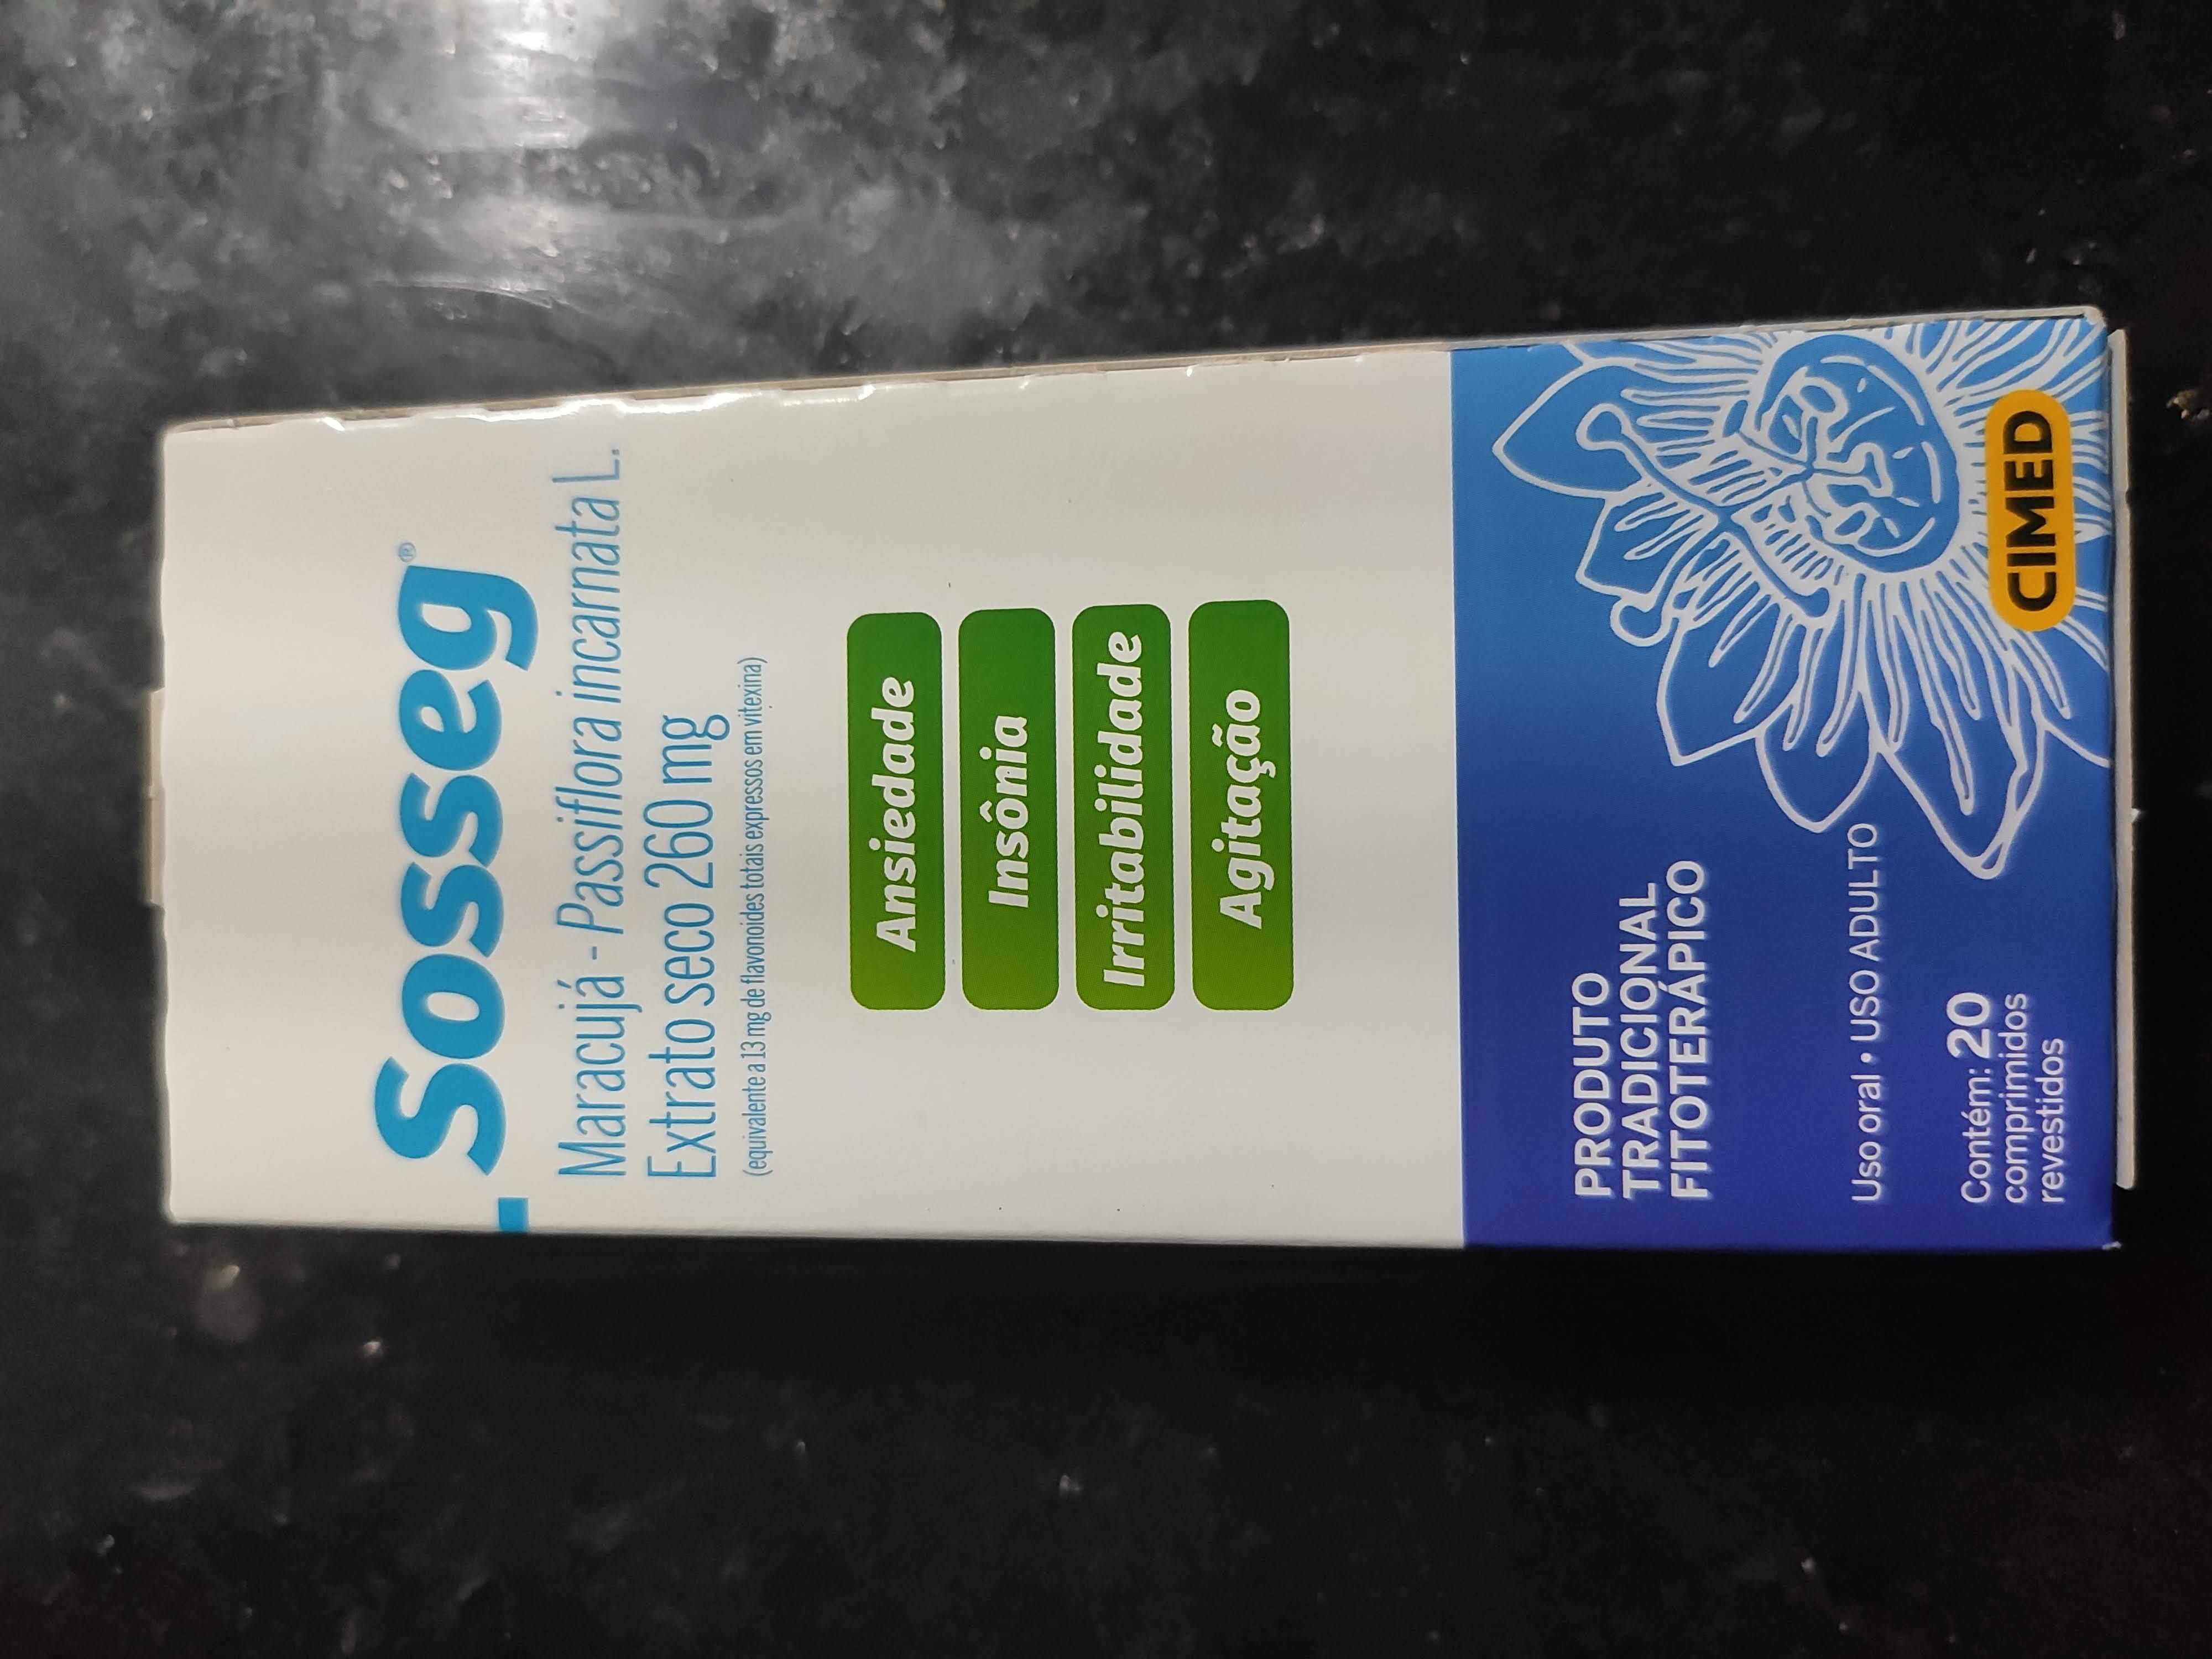 Sosseg®
Maracujá - Passiflora incarnata L.
Extrato seco 260 mg
(equivalente a 13 mg de flavonoides totais expressos em vitexina)
Ansiedade
Insônia
Irritabilidade
Agitação
PRODUTO
TRADICIONAL
FITOTERÁPICO
Uso oral • USO ADULTO
Contém: 20
comprimidos
revestidos
CIMED